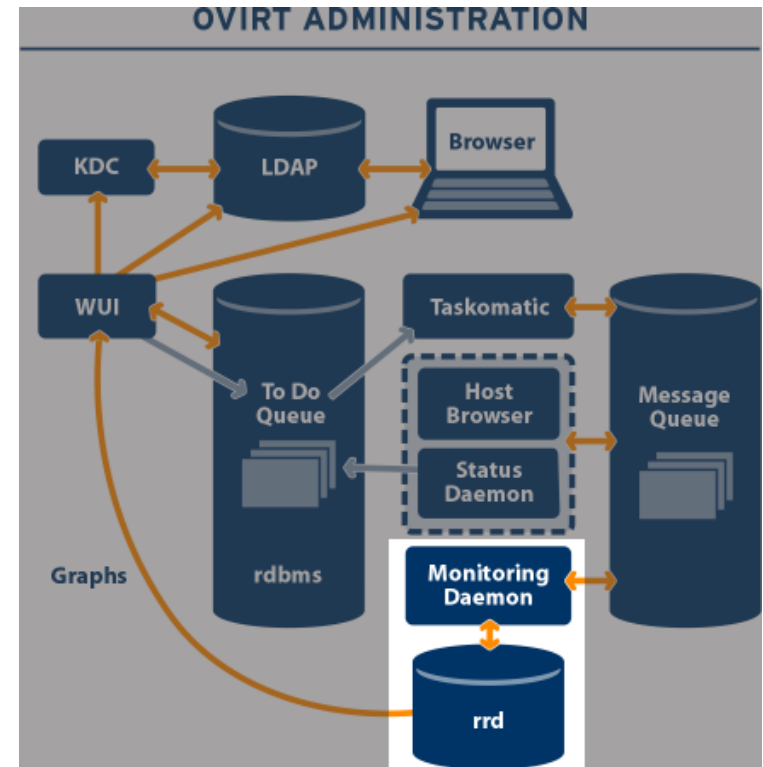 OVIRT ADMINISTRATION
KDC
LDAP
Browser
WUI
Taskomatic
To Do
Queue
Host
Browser
Message
Queue
Status
Daemon
Graphs
rdbms
Monitoring
Daemon
rrd